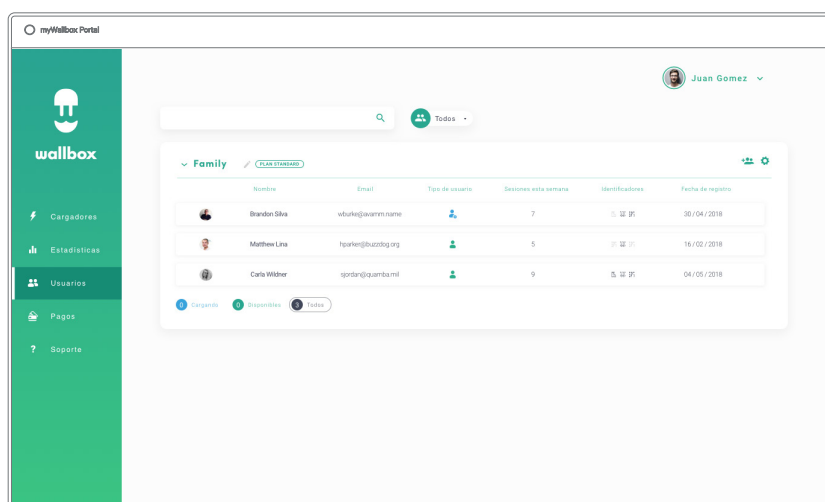 myWallbox Portal
Juan Gomez
Todos
wallbox
Family PLAN STANDARD
Nombre Email Tipo de usuario Sesiones esta semana Identificadores Fecha de registro
Cargadores
Brandon Silva wburke@avamm.name 7 30 / 04 / 2018
Estadísticas
Matthew Lina hparker@buzzdog.org 5 16 / 02 / 2018
Usuarios
Carla Wildner sjordan@quamba.mil 9 04 / 05 / 2018
0 Cargando 0 Disponibles 3 Todos
Pagos
? Soporte